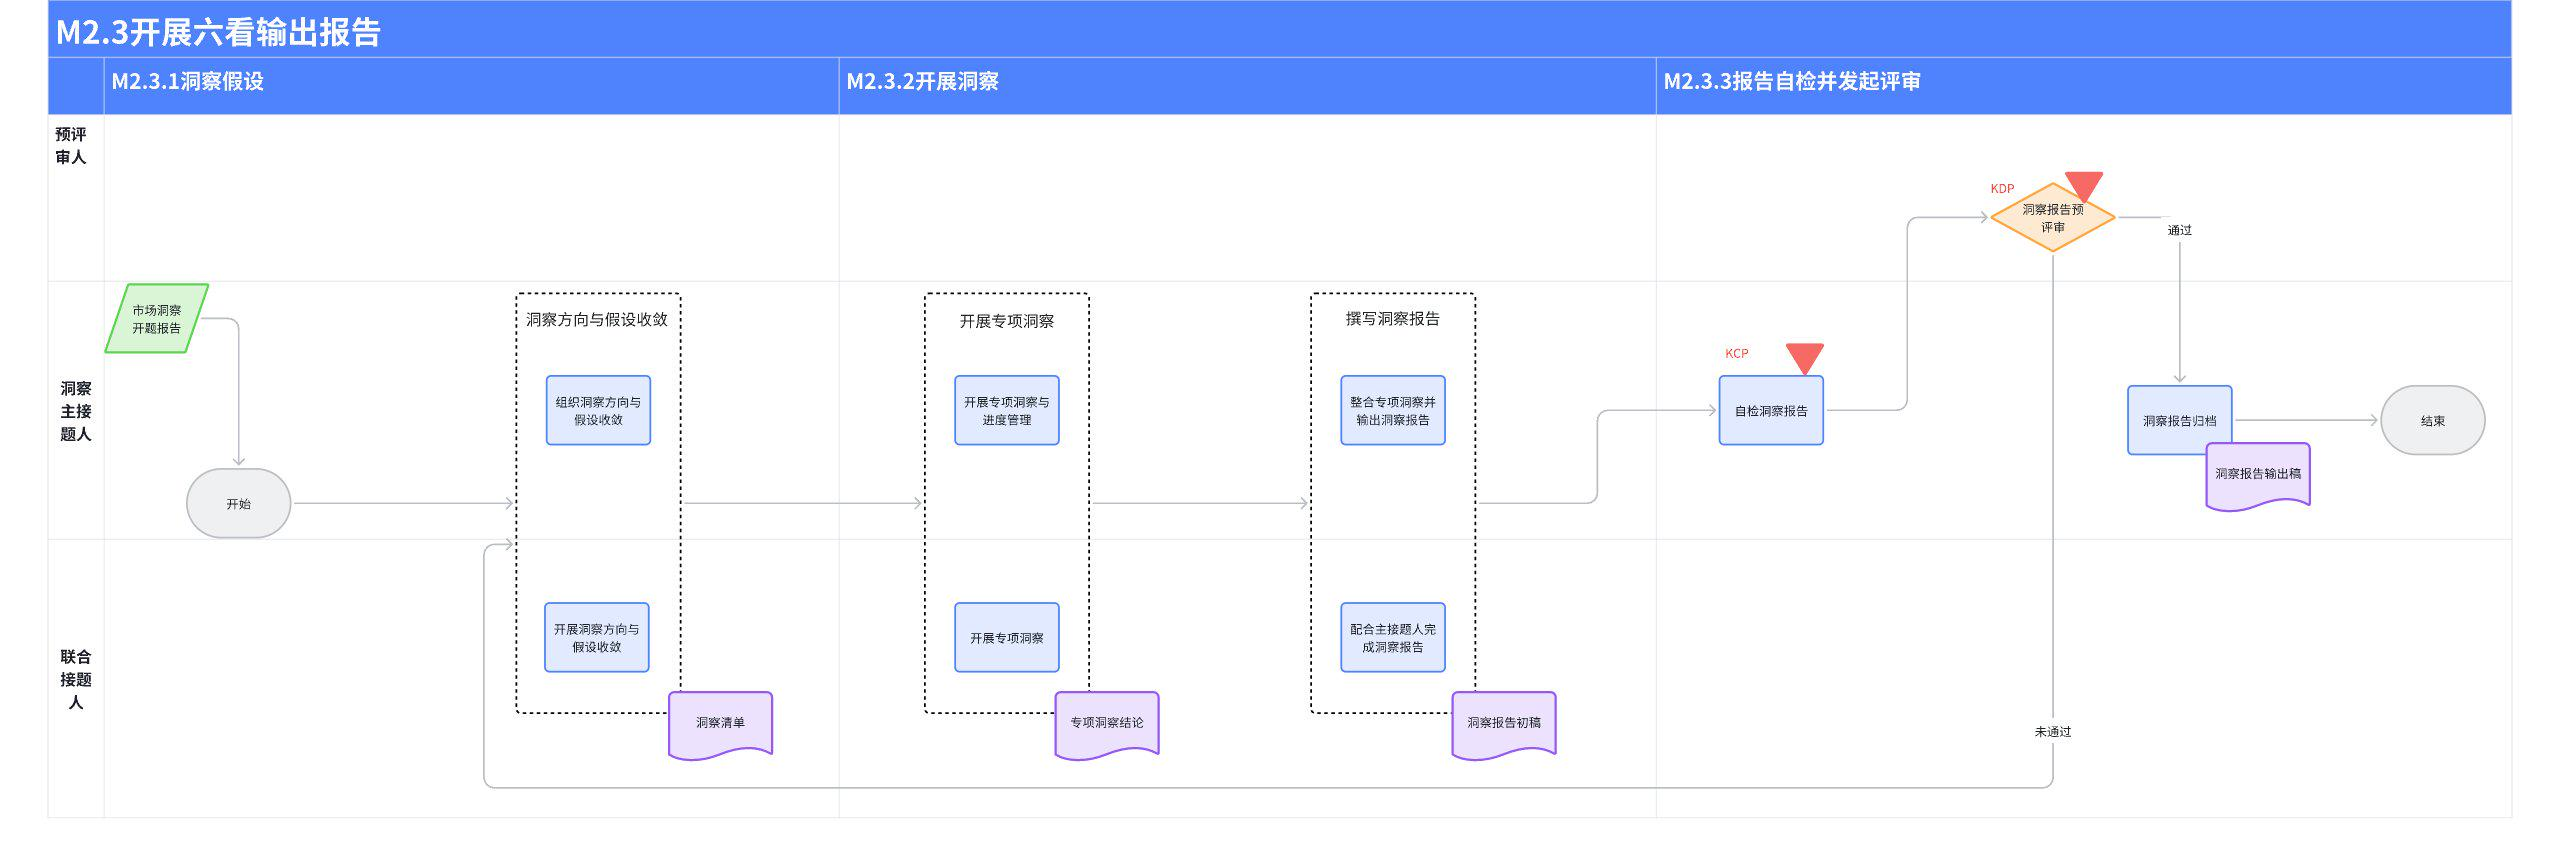 M2.3开展六看输出报告
M2.3.1洞察假设
M2.3.2开展洞察
M2.3.3报告自检并发起评审
预评
审人
KDP
洞察报告预
评审
通过
洞察
主接
题人
市场洞察
开题报告
开始
洞察方向与假设收敛
组织洞察方向与
假设收敛
开展专项洞察
开展专项洞察与
进度管理
撰写洞察报告
整合专项洞察并
输出洞察报告
KCP
自检洞察报告
洞察报告归档
洞察报告输出稿
结束
联合
接题
人
开展洞察方向与
假设收敛
洞察清单
开展专项洞察
专项洞察结论
配合主接题人完
成洞察报告
洞察报告初稿
未通过